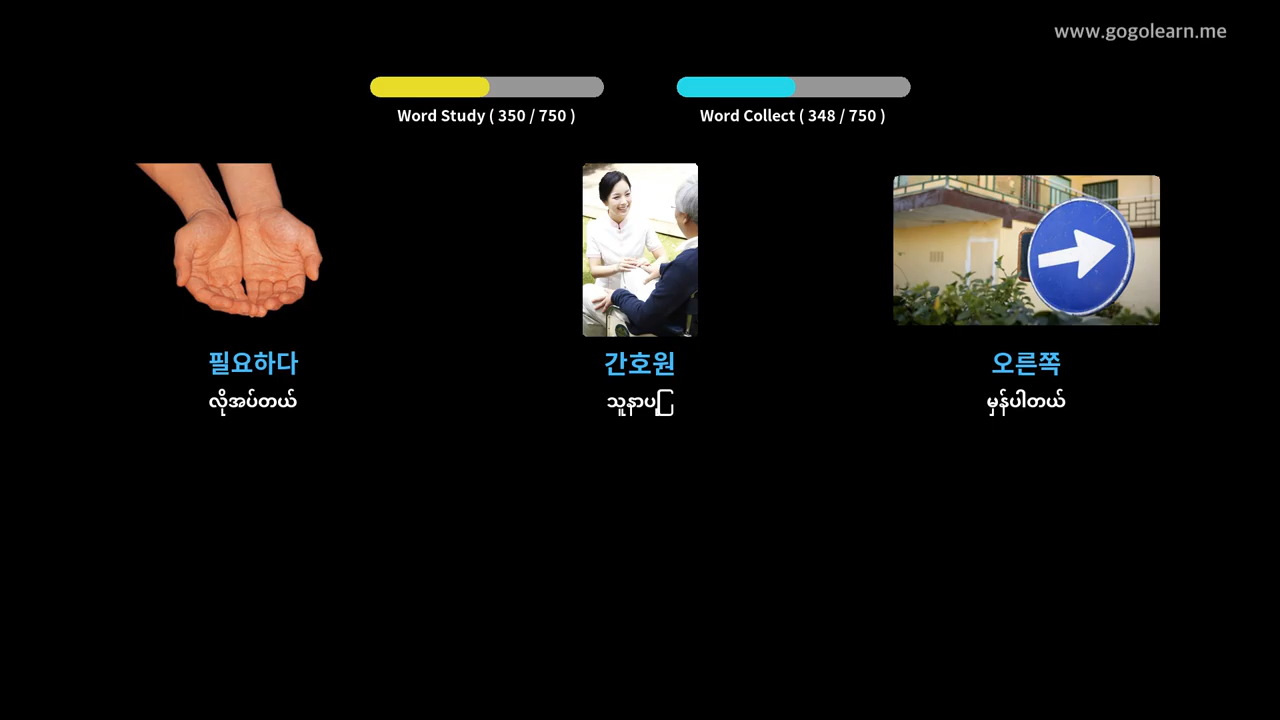 www.gogolearn.me
Word Study ( 350 / 750 )
Word Collect ( 348 / 750 )
필요하다
간호원
오른쪽
လိုအပ်တယ်
သူနာပြု
မှန်ပါတယ်